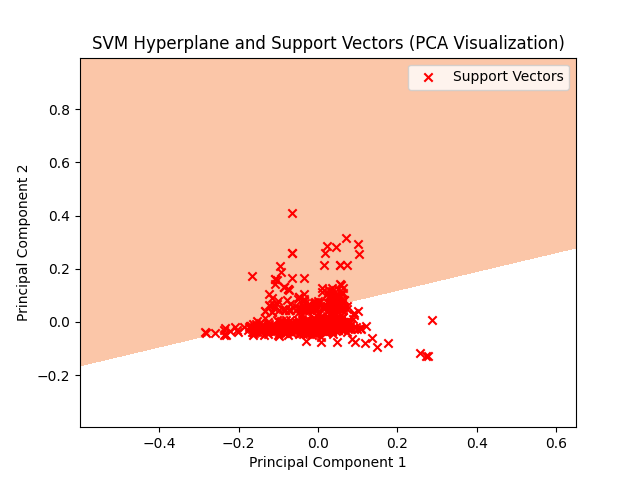 SVM Hyperplane and Support Vectors (PCA Visualization)
Support Vectors
0.8
0.6
0.4
0.2
0.0
−0.2
Principal Component 2
−0.4 −0.2 0.0 0.2 0.4 0.6
Principal Component 1